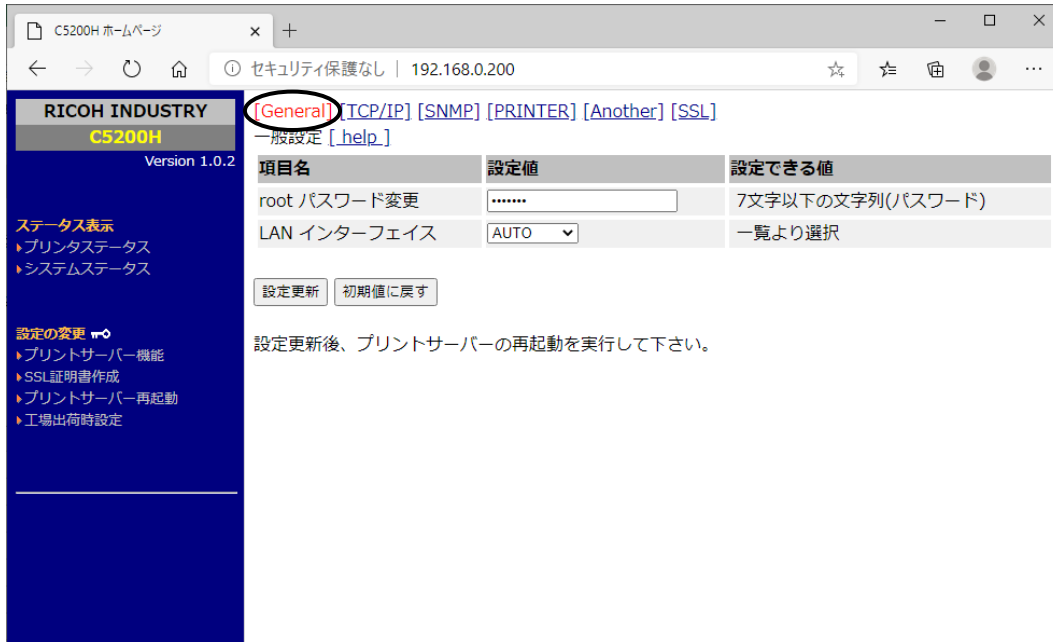 C5200H ホームページ
セキュリティ保護なし 192.168.0.200
RICOH INDUSTRY
C5200H
Version 1.0.2
ステータス表示
プリンタステータス
システムステータス
設定の変更
プリントサーバー機能
SSL証明書作成
プリントサーバー再起動
工場出荷時設定
[General] [TCP/IP] [SNMP] [PRINTER] [Another] [SSL]
一般設定 [ help ]
項目名 設定値 設定できる値
root パスワード変更 ••••••• 7文字以下の文字列(パスワード)
LAN インターフェイス AUTO 一覧より選択
設定更新 初期値に戻す
設定更新後、プリントサーバーの再起動を実行して下さい。